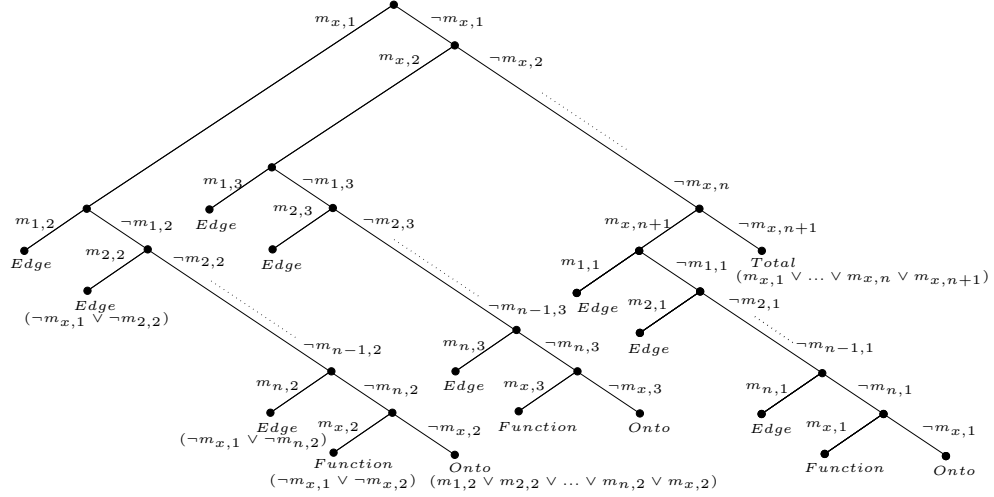 m_{x,1} ¬m_{x,1}
m_{x,2} ¬m_{x,2}
m_{1,3} ¬m_{1,3} ¬m_{x,n}
m_{1,2} ¬m_{1,2} Edge m_{2,3} ¬m_{2,3} m_{x,n+1} ¬m_{x,n+1}
Edge m_{2,2} ¬m_{2,2} Edge m_{1,1} ¬m_{1,1} Total
(m_{x,1} ∨ ... ∨ m_{x,n} ∨ m_{x,n+1})
Edge ¬m_{n−1,3} Edge m_{2,1} ¬m_{2,1}
(¬m_{x,1} ∨ ¬m_{2,2})
¬m_{n−1,2} m_{n,3} ¬m_{n,3} Edge ¬m_{n−1,1}
m_{n,2} ¬m_{n,2} Edge m_{x,3} ¬m_{x,3} m_{n,1} ¬m_{n,1}
Edge m_{x,2} ¬m_{x,2} Function Onto Edge m_{x,1} ¬m_{x,1}
(¬m_{x,1} ∨ ¬m_{n,2})
Function Onto Function Onto
(¬m_{x,1} ∨ ¬m_{x,2}) (m_{1,2} ∨ m_{2,2} ∨ ... ∨ m_{n,2} ∨ m_{x,2})